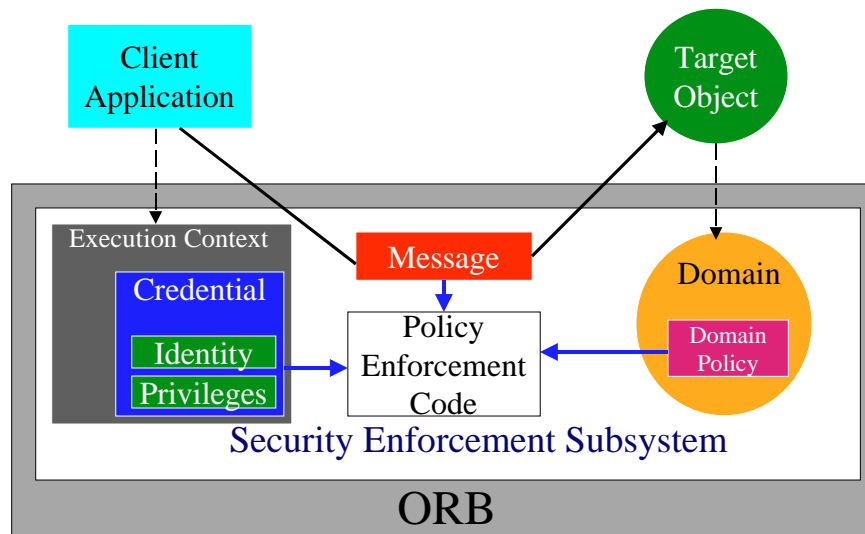 Client
Application
Target
Object
Execution Context
Credential
Identity
Privileges
Message
Policy
Enforcement
Code
Domain
Domain
Policy
Security Enforcement Subsystem
ORB